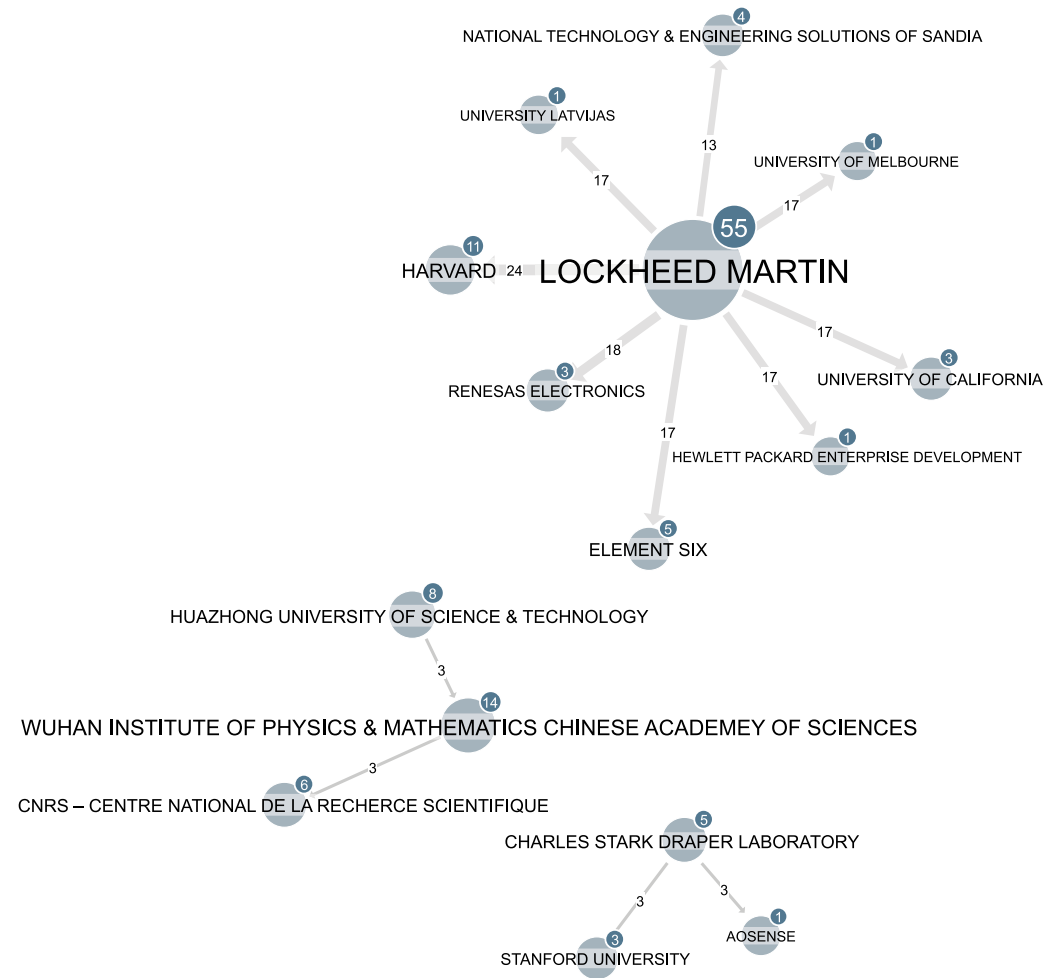 4
NATIONAL TECHNOLOGY & ENGINEERING SOLUTIONS OF SANDIA
1
UNIVERSITY LATVIJAS
13
1
UNIVERSITY OF MELBOURNE
17
17
55
11
HARVARD
24
LOCKHEED MARTIN
17
18
3
RENESAS ELECTRONICS
17
3
UNIVERSITY OF CALIFORNIA
17
1
HEWLETT PACKARD ENTERPRISE DEVELOPMENT
5
ELEMENT SIX
8
HUAZHONG UNIVERSITY OF SCIENCE & TECHNOLOGY
3
14
WUHAN INSTITUTE OF PHYSICS & MATHEMATICS CHINESE ACADEMEY OF SCIENCES
3
6
CNRS – CENTRE NATIONAL DE LA RECHERCE SCIENTIFIQUE
5
CHARLES STARK DRAPER LABORATORY
3
3
1
AOSENSE
3
STANFORD UNIVERSITY